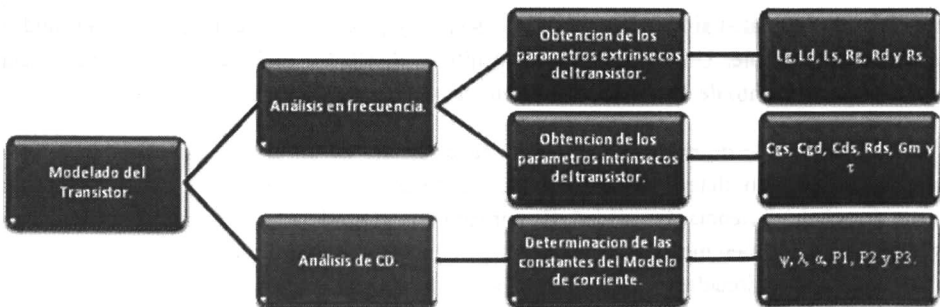 Obtencion de los
parametros extrinsecos
del transistor.
Lg, Ld, Ls, Rg, Rd y Rs.
Análisis en frecuencia.
Obtencion de los
parametros intrinsecos
del transistor.
Cgs, Cgd, Cds, Rds, Gm y
τ
Modelado del
Transistor.
Análisis de CD.
Determinacion de las
constantes del Modelo
de corriente.
ψ, λ, α, P1, P2 y P3.